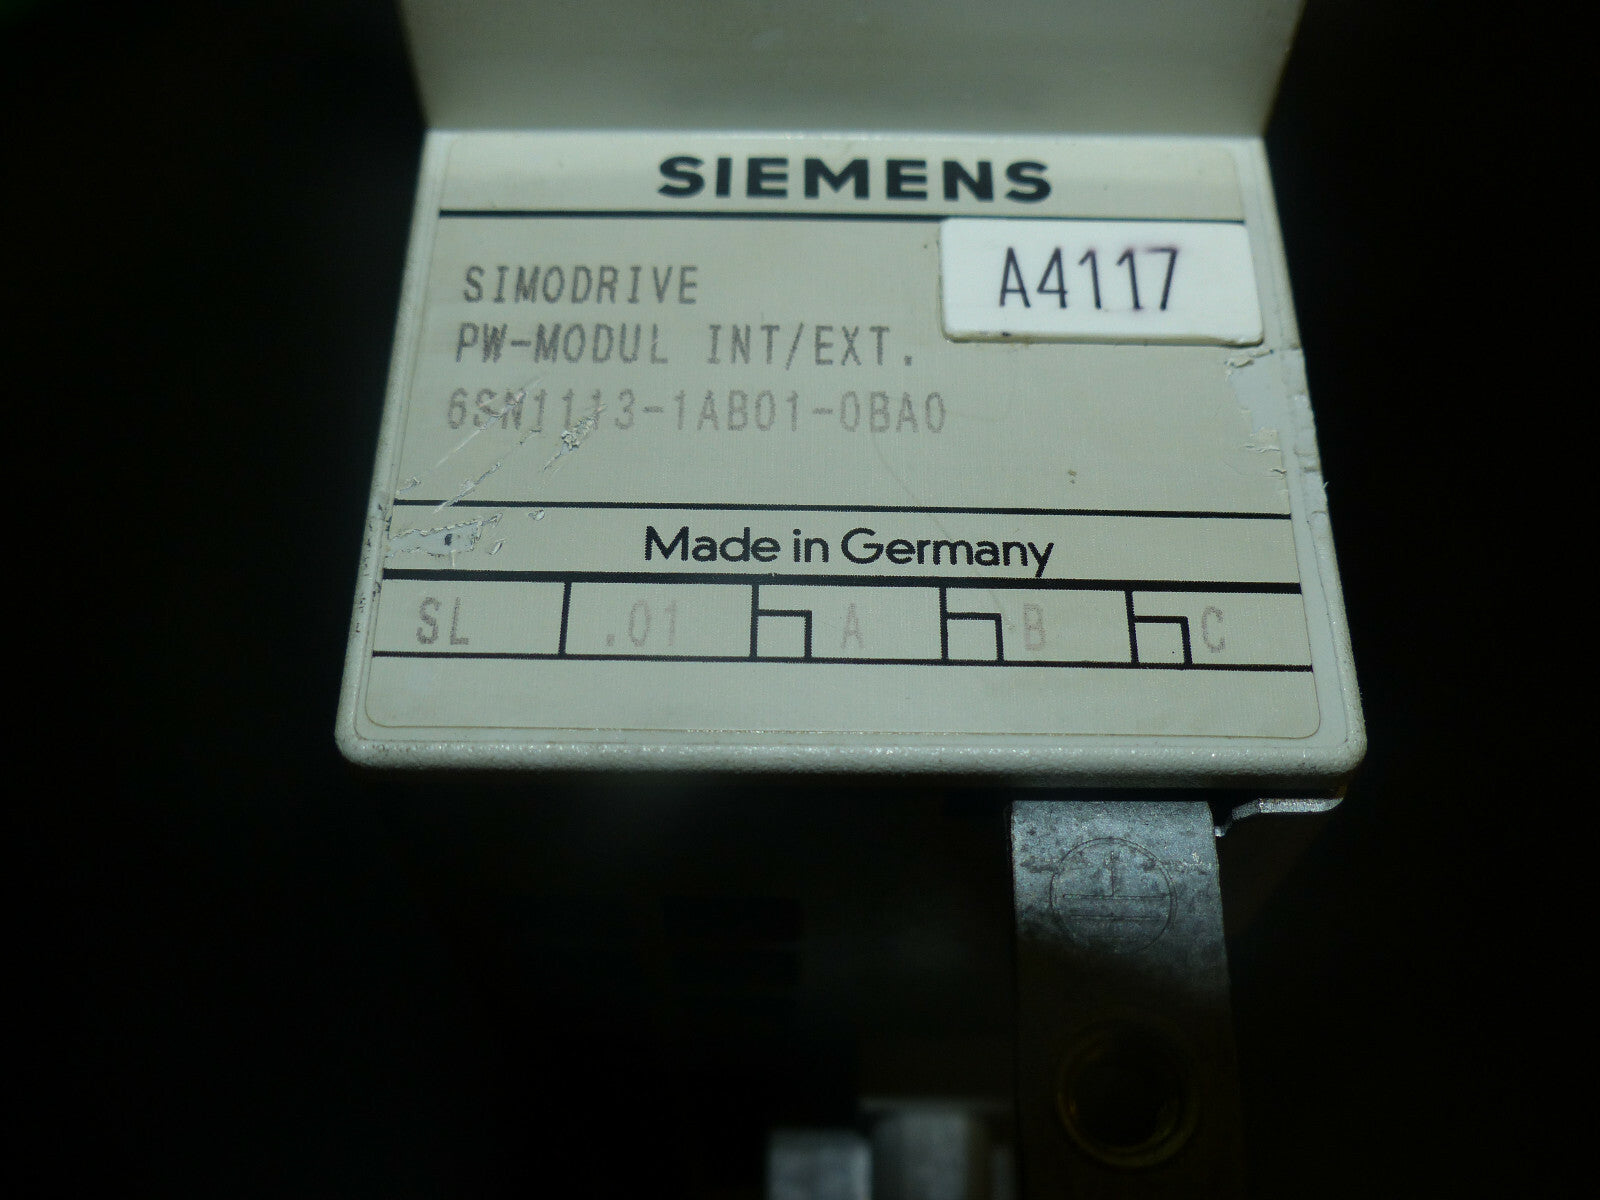 SIEMENS
A4117
SIMODRIVE
PW-MODUL INT/EXT.
6SN1113-1AB01-0BA0
Made in Germany
SL .01 A B C